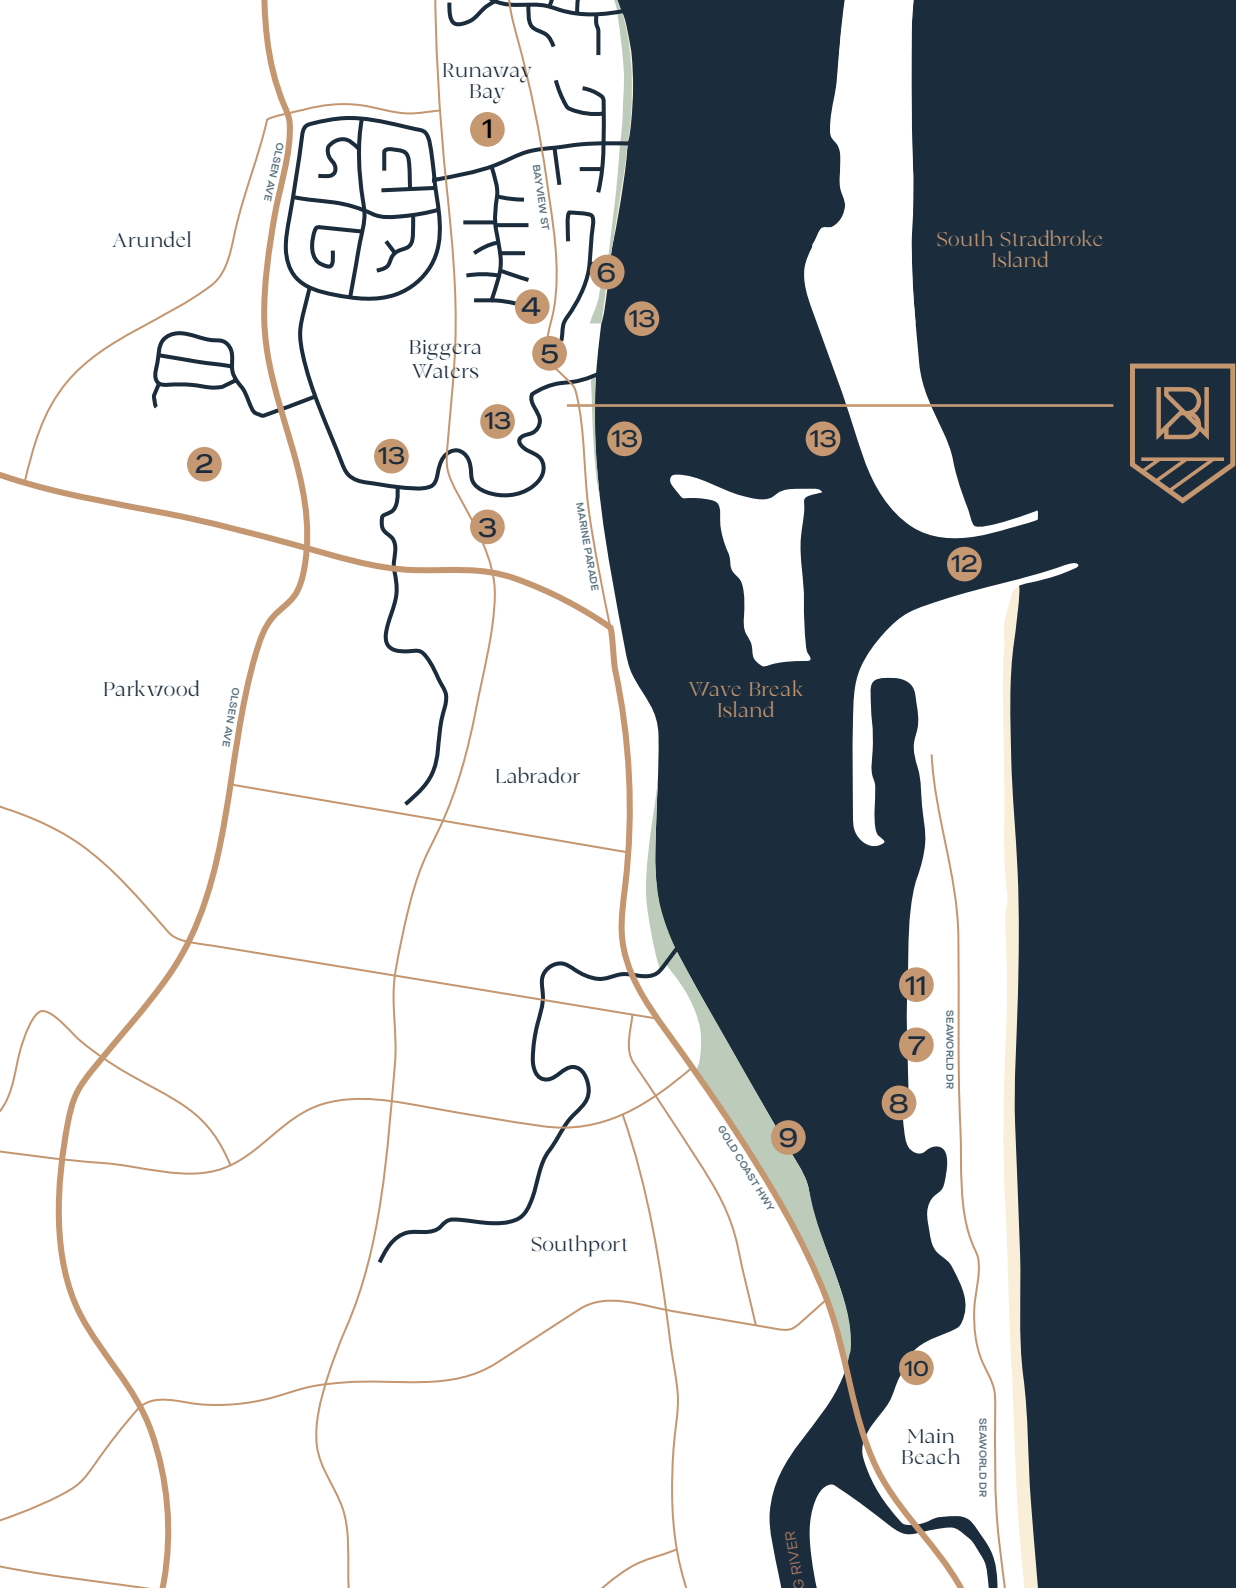 Runaway
Bay
1
OLSEN AVE
BAYVIEW ST
Arundel
South Stradbroke
Island
6
4
13
Biggera
Waters
5
13
13
13
13
2
3
MARINE PARADE
12
Parkwood
OLSEN AVE
Wave Break
Island
Labrador
11
7
SEAWORLD DR
8
9
GOLD COAST HWY
Southport
10
Main
Beach
SEAWORLD DR
G RIVER